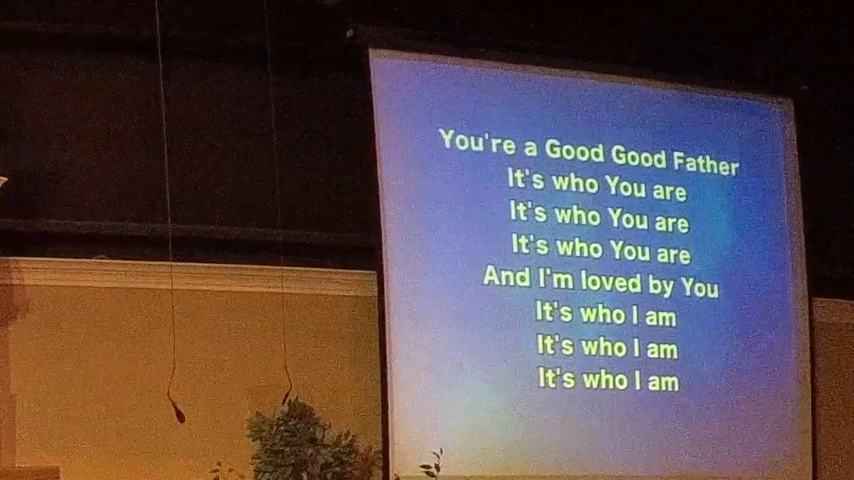 You're a Good Good Father
It's who You are
It's who You are
It's who You are
And I'm loved by You
It's who I am
It's who I am
It's who I am